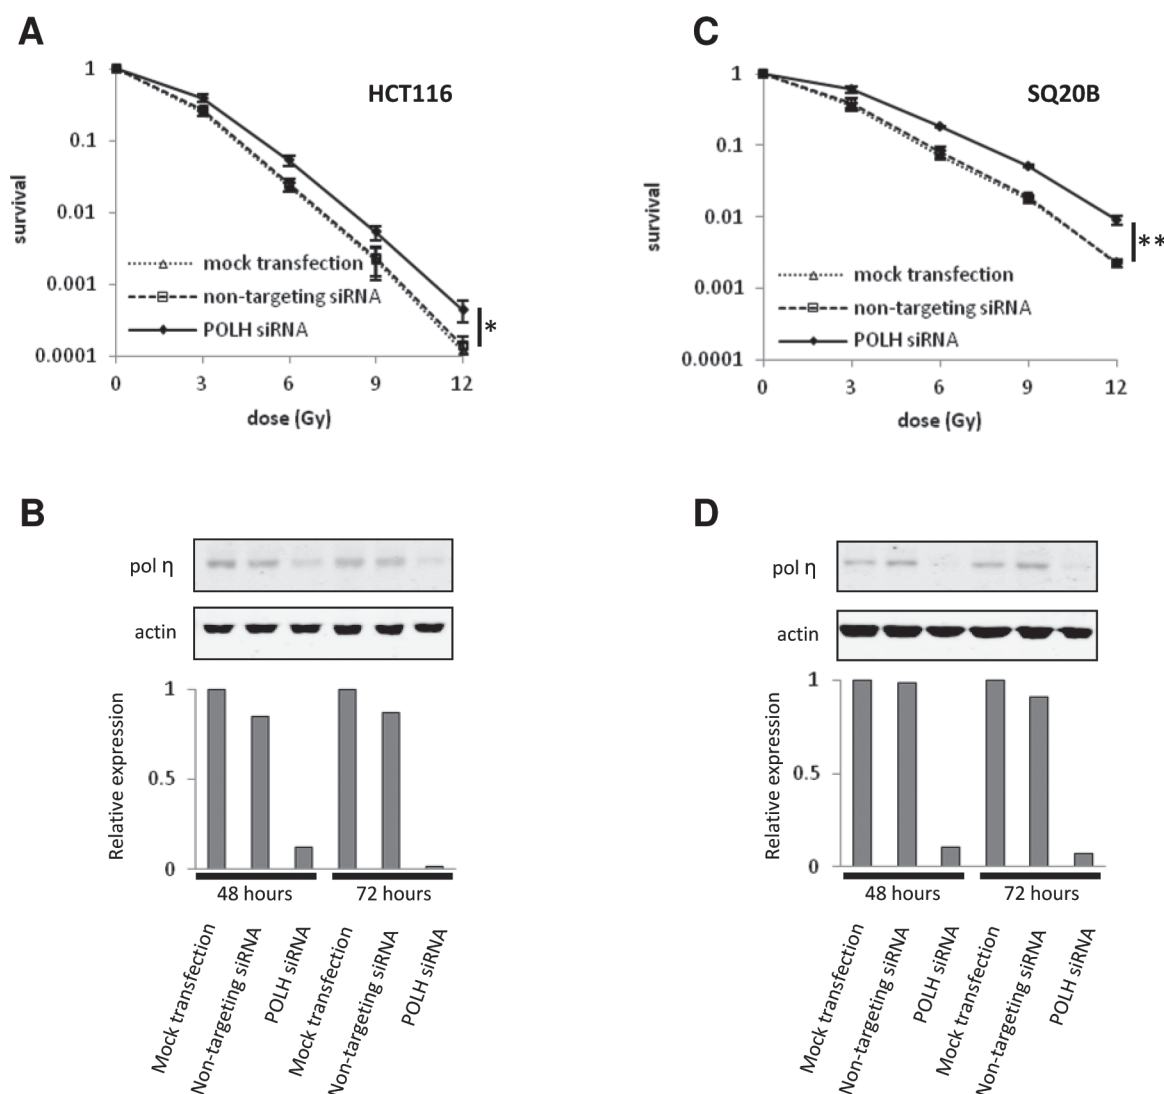 A
HCT116
survival
1
0.1
0.01
0.001
0.0001
mock transfection
non-targeting siRNA
POLH siRNA
*
0 3 6 9 12
dose (Gy)
C
SQ20B
survival
1
0.1
0.01
0.001
0.0001
mock transfection
non-targeting siRNA
POLH siRNA
**
0 3 6 9 12
dose (Gy)
B
pol η
actin
Relative expression
1
0.5
0
48 hours 72 hours
Mock transfection
Non-targeting siRNA
POLH siRNA
Mock transfection
Non-targeting siRNA
POLH siRNA
D
pol η
actin
Relative expression
1
0.5
0
48 hours 72 hours
Mock transfection
Non-targeting siRNA
POLH siRNA
Mock transfection
Non-targeting siRNA
POLH siRNA